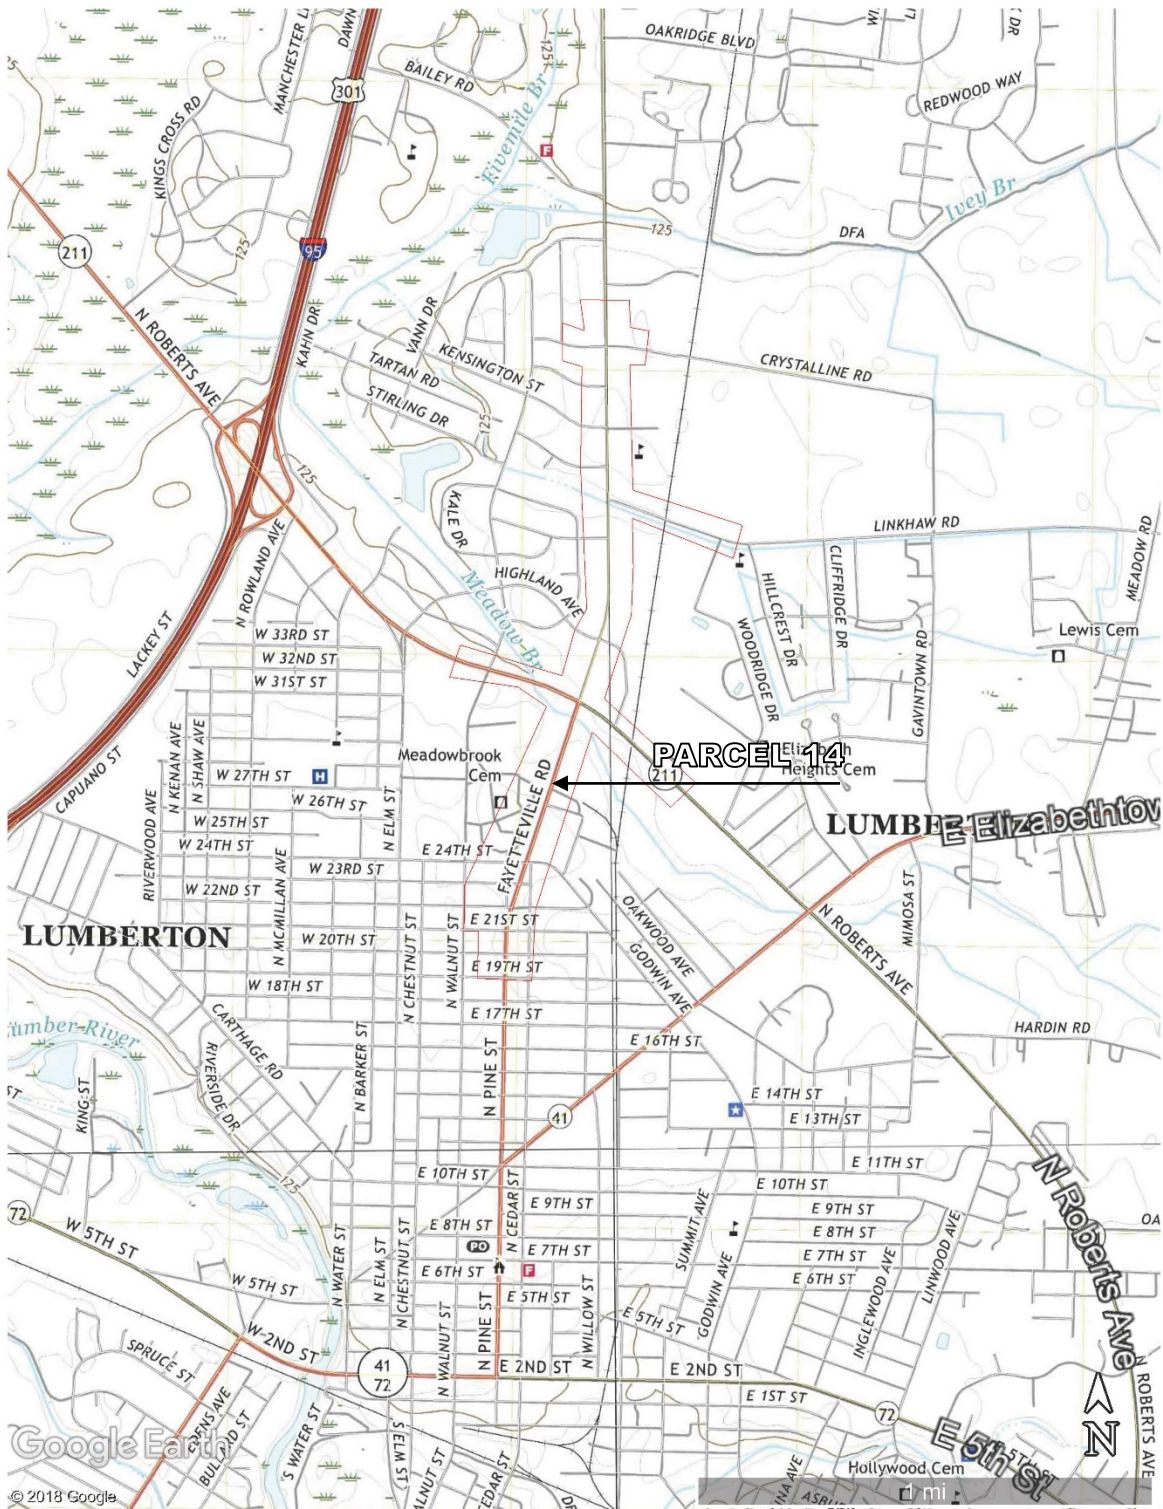 OAKRIDGE BLVD
DAWN
MANCHESTER
301
BAILEY RD
125
KINGS CROSS RD
REDWOOD WAY
Fivemile Br
F
Ivey Br
211
95
125
125
DFA
N ROBERTS AVE
KAHN DR
VANN DR
KENSINGTON ST
TARTAN RD
STIRLING DR
CRYSTALLINE RD
125
125
KALE DR
LINKHAW RD
MEADOW RD
N ROWLAND AVE
HIGHLAND AVE
Meadow Br
HILLCREST DR
CLIFFRIDGE DR
LACKEY ST
W 33RD ST
W 32ND ST
W 31ST ST
WOODRIDGE DR
GAVINTOWN RD
Lewis Cem
CAPUANO ST
N KENAN AVE
N SHAW AVE
Meadowbrook
Cem
PARCEL 14
Elizabeth
Heights Cem
211
W 27TH ST
H
W 26TH ST
N ELM ST
FAYETTEVILLE RD
RIVERWOOD AVE
W 25TH ST
W 24TH ST
E 24TH ST
W 23RD ST
W 22ND ST
N MCMILLAN AVE
E Elizabethtow
LUMBE
MIMOSA ST
OAKWOOD AVE
N ROBERTS AVE
LUMBERTON
W 20TH ST
N CHESTNUT ST
N WALNUT ST
E 21ST ST
E 19TH ST
GODWIN AVE
W 18TH ST
E 17TH ST
CARTHAGE RD
RIVERSIDE DR
umber River
N BARKER ST
N PINE ST
E 16TH ST
HARDIN RD
KING ST
ST
41
E 14TH ST
E 13TH ST
125
E 10TH ST
E 11TH ST
E 10TH ST
72
W 5TH ST
N WATER ST
N ELM ST
N CHESTNUT ST
E 8TH ST
N CEDAR ST
E 9TH ST
E 9TH ST
E 8TH ST
SUMMIT AVE
GODWIN AVE
LINWOOD AVE
N Roberts Ave
OA
PO
E 7TH ST
E 7TH ST
E 6TH ST
F
E 6TH ST
INGLEWOOD AVE
W 5TH ST
E 5TH ST
E 5TH ST
N WILLOW ST
W 2ND ST
N WALNUT ST
N PINE ST
SPRUCE ST
41
72
E 2ND ST
E 2ND ST
E 1ST ST
N ROBERTS AVE
BULLARD ST
S WATER ST
S ELM ST
72
E 5th St
5TH ST
N
Google Earth
Hollywood Cem
© 2018 Google
1 mi